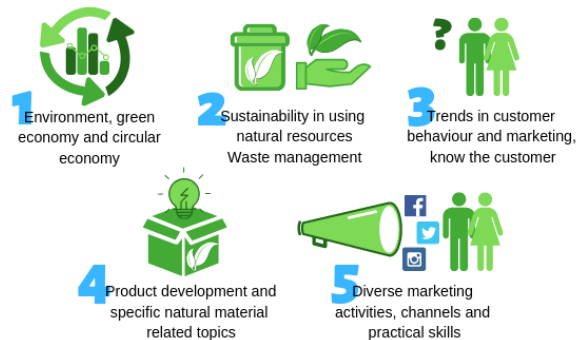 ?
1
Environment, green
economy and circular
economy
2
Sustainability in using
natural resources
Waste management
3
Trends in customer
behaviour and marketing,
know the customer
4
Product development and
specific natural material
related topics
5
Diverse marketing
activities, channels and
practical skills